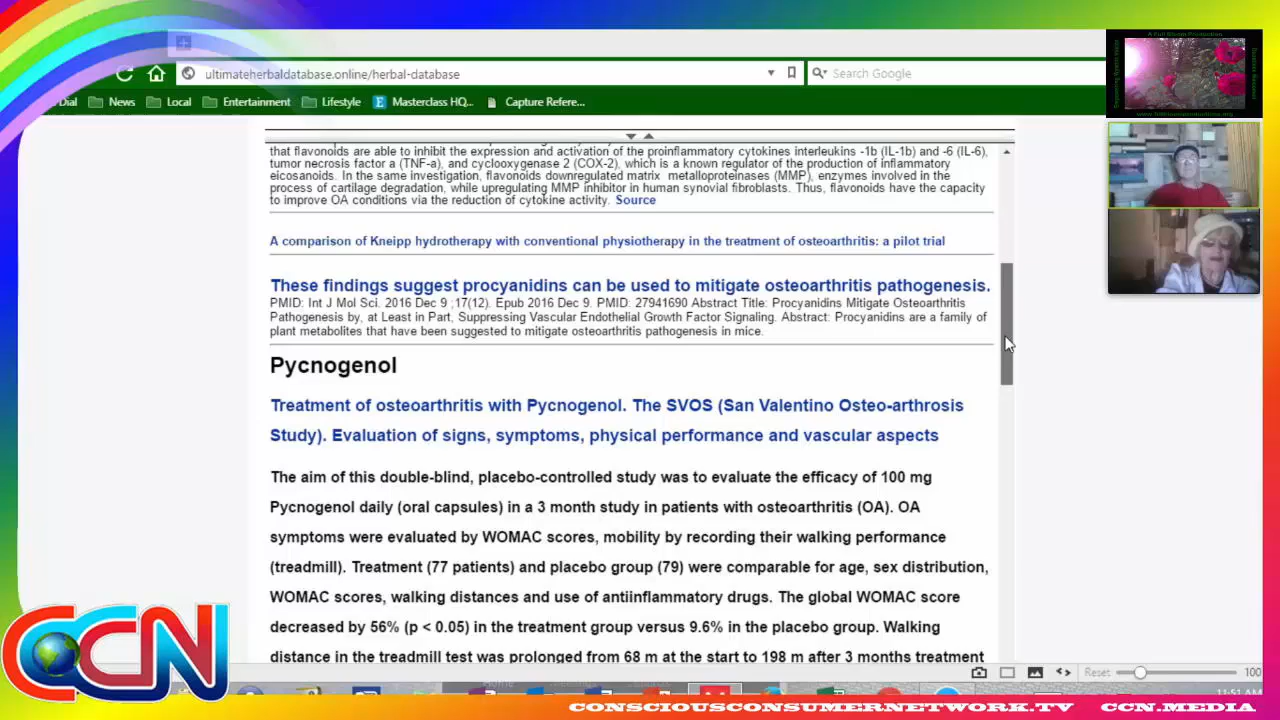 A Full Bloom Production
ultimateherbaldatabase.online/herbal-database
Search Google
Dial
News
Local
Entertainment
Lifestyle
Masterclass HQ...
Capture Refere...
that flavonoids are able to inhibit the expression and activation of the proinflammatory cytokines interleukins -1b (IL-1b) and -6 (IL-6),
tumor necrosis factor a (TNF-a), and cyclooxygenase 2 (COX-2), which is a known regulator of the production of inflammatory
eicosanoids. In the same investigation, flavonoids downregulated matrix metalloproteinases (MMP), enzymes involved in the
process of cartilage degradation, while upregulating MMP inhibitor in human synovial fibroblasts. Thus, flavonoids have the capacity
to improve OA conditions via the reduction of cytokine activity. Source
A comparison of Kneipp hydrotherapy with conventional physiotherapy in the treatment of osteoarthritis: a pilot trial
These findings suggest procyanidins can be used to mitigate osteoarthritis pathogenesis.
PMID: Int J Mol Sci. 2016 Dec 9 ;17(12). Epub 2016 Dec 9. PMID: 27941690 Abstract Title: Procyanidins Mitigate Osteoarthritis
Pathogenesis by, at Least in Part, Suppressing Vascular Endothelial Growth Factor Signaling. Abstract: Procyanidins are a family of
plant metabolites that have been suggested to mitigate osteoarthritis pathogenesis in mice.
Pycnogenol
Treatment of osteoarthritis with Pycnogenol. The SVOS (San Valentino Osteo-arthrosis
Study). Evaluation of signs, symptoms, physical performance and vascular aspects
The aim of this double-blind, placebo-controlled study was to evaluate the efficacy of 100 mg
Pycnogenol daily (oral capsules) in a 3 month study in patients with osteoarthritis (OA). OA
symptoms were evaluated by WOMAC scores, mobility by recording their walking performance
(treadmill). Treatment (77 patients) and placebo group (79) were comparable for age, sex distribution,
WOMAC scores, walking distances and use of antiinflammatory drugs. The global WOMAC score
decreased by 56% (p < 0.05) in the treatment group versus 9.6% in the placebo group. Walking
distance in the treadmill test was prolonged from 68 m at the start to 198 m after 3 months treatment
Reset
100
11:51 AM
CCN
CONSCIOUSCONSUMERNETWORK.TV CCN.MEDIA